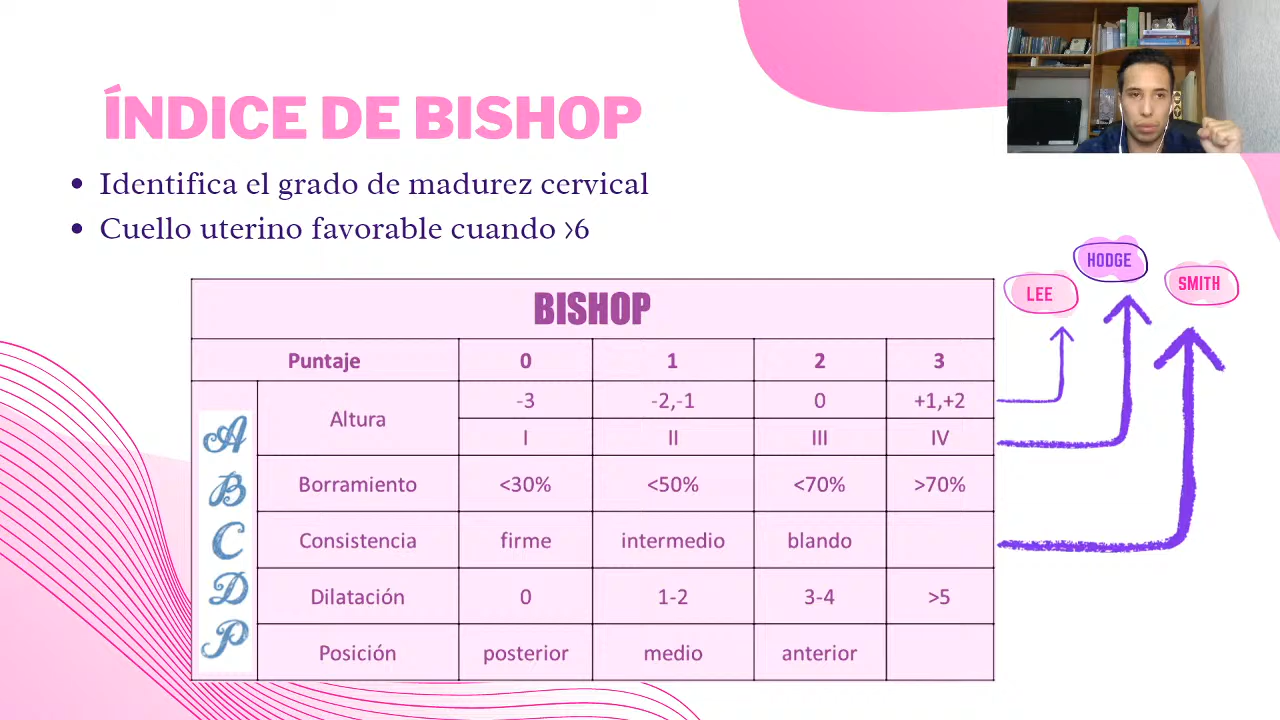 ÍNDICE DE BISHOP
• Identifica el grado de madurez cervical
• Cuello uterino favorable cuando >6
HODGE
LEE
SMITH
BISHOP
Puntaje 0 1 2 3
Altura -3 -2,-1 0 +1,+2
I II III IV
A
B Borramiento <30% <50% <70% >70%
C Consistencia firme intermedio blando
D Dilatación 0 1-2 3-4 >5
P Posición posterior medio anterior